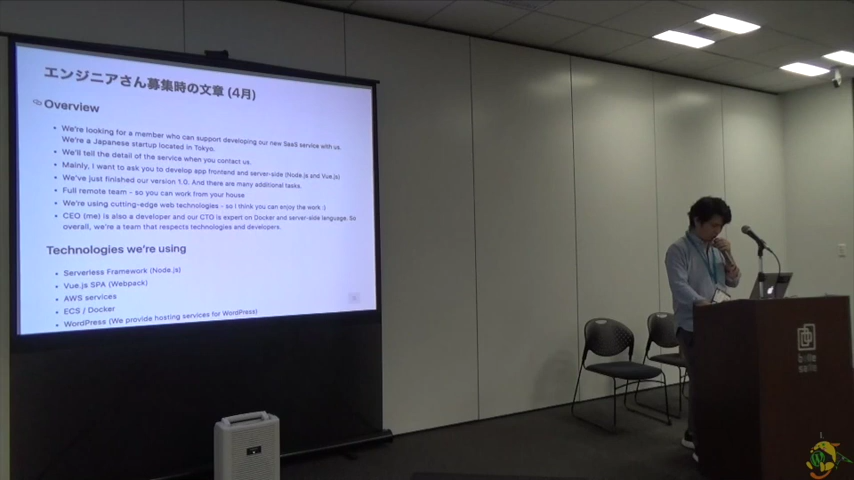 エンジニアさん募集時の文章 (4月)
Overview
• We're looking for a member who can support developing our new SaaS service with us.
We're a Japanese startup located in Tokyo.
• We'll tell the detail of the service when you contact us.
• Mainly, I want to ask you to develop app frontend and server-side (Node.js and Vue.js)
• We've just finished our version 1.0. And there are many additional tasks.
• Full remote team - so you can work from your house
• We're using cutting-edge web technologies - so I think you can enjoy the work :)
• CEO (me) is also a developer and our CTO is expert on Docker and server-side language. So
overall, we're a team that respects technologies and developers.
Technologies we're using
• Serverless Framework (Node.js)
• Vue.js SPA (Webpack)
• AWS services
• ECS / Docker
• WordPress (We provide hosting services for WordPress)
belle
salle